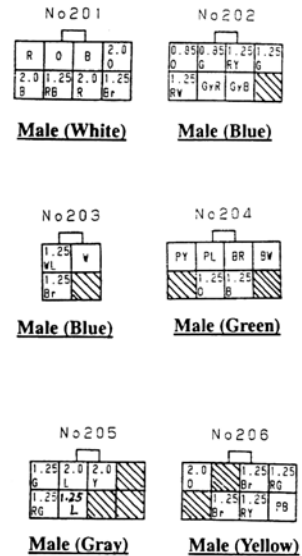 No201
R O B 2.0 O
2.0 B 1.25 RB 2.0 R 1.25 Br
Male (White)
No202
0.85 O 0.85 G 1.25 RY 1.25 G
1.25 RW GyR GyB
Male (Blue)
No203
1.25 WL W
1.25 Br
Male (Blue)
No204
PY PL BR BW
1.25 O 1.25 B
Male (Green)
No205
1.25 G 2.0 L 2.0 Y
1.25 RG 1.25 L
Male (Gray)
No206
2.0 O 1.25 Br 1.25 RG
1.25 Br 1.25 RY PB
Male (Yellow)